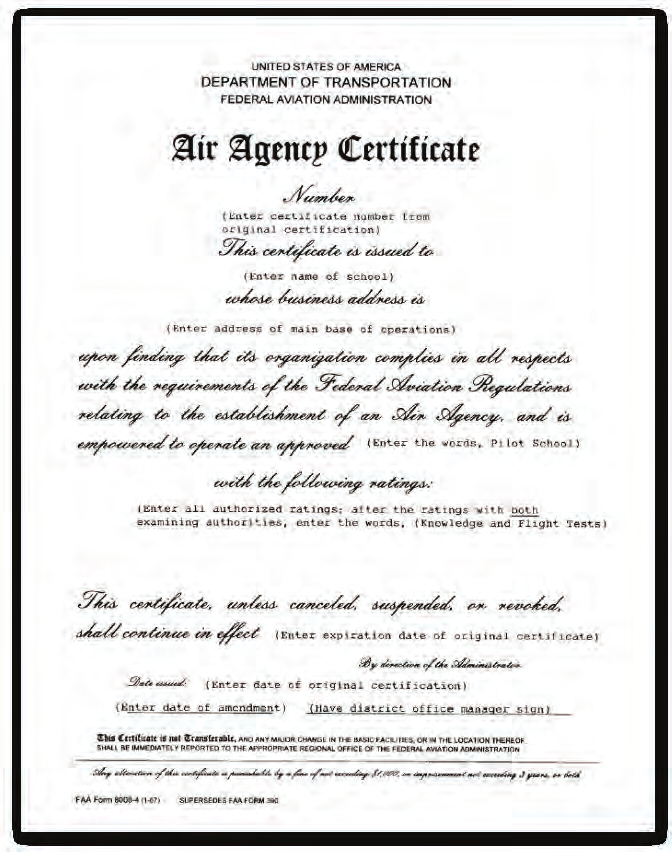 UNITED STATES OF AMERICA
DEPARTMENT OF TRANSPORTATION
FEDERAL AVIATION ADMINISTRATION
Air Agency Certificate
Number
(Enter certificate number from
original certification)
This certificate is issued to
(Enter name of school)
whose business address is
(Enter address of main base of operations)
upon finding that its organization complies in all respects
with the requirements of the Federal Aviation Regulations
relating to the establishment of an Air Agency, and is
empowered to operate an approved (Enter the words, Pilot School)
with the following ratings:
(Enter all authorized ratings; after the ratings with both
examining authorities, enter the words, (Knowledge and Flight Tests)
This certificate, unless canceled, suspended, or revoked,
shall continue in effect (Enter expiration date of original certificate)
By direction of the Administrator
Date issued: (Enter date of original certification)
(Enter date of amendment) (Have district office manager sign)
This Certificate is not Transferable, AND ANY MAJOR CHANGE IN THE BASIC FACILITIES, OR IN THE LOCATION THEREOF
SHALL BE IMMEDIATELY REPORTED TO THE APPROPRIATE REGIONAL OFFICE OF THE FEDERAL AVIATION ADMINISTRATION
Any alteration of this certificate is punishable by a fine of not exceeding $1,000, or imprisonment not exceeding 3 years, or both
FAA Form 8000-4 (1-67) SUPERSEDES FAA FORM 390